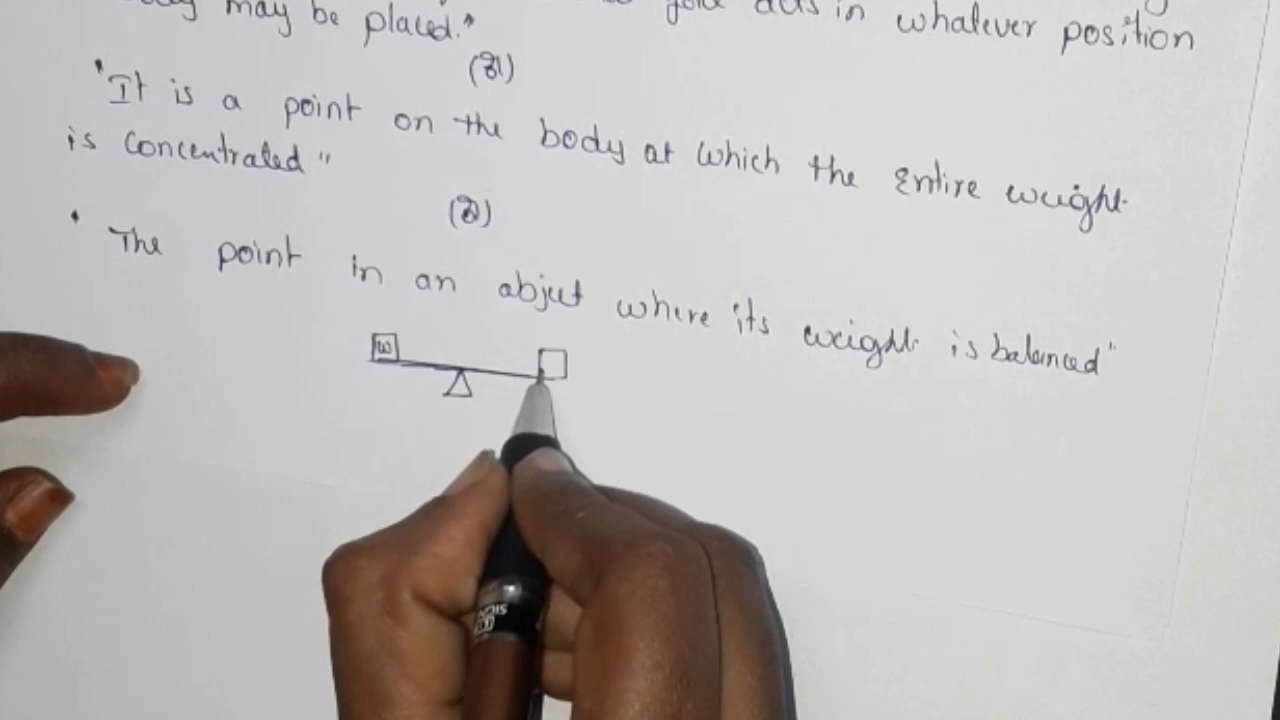 may be placed."
in whatever position
(or)
"It is a point on the body at which the Entire weight
is concentrated"
(or)
" The point in an object where its weight is balanced"
w